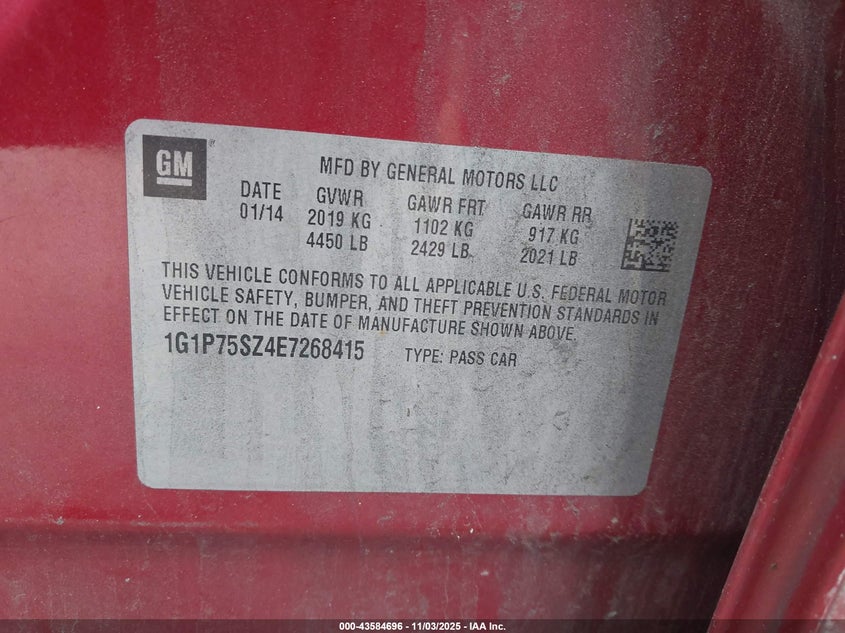 GM
MFD BY GENERAL MOTORS LLC
DATE GVWR GAWR FRT GAWR RR
01/14 2019 KG 1102 KG 917 KG
4450 LB 2429 LB 2021 LB
THIS VEHICLE CONFORMS TO ALL APPLICABLE U.S. FEDERAL MOTOR
VEHICLE SAFETY, BUMPER, AND THEFT PREVENTION STANDARDS IN
EFFECT ON THE DATE OF MANUFACTURE SHOWN ABOVE.
1G1P75SZ4E7268415 TYPE: PASS CAR
000-43584696 - 11/03/2025 - IAA Inc.